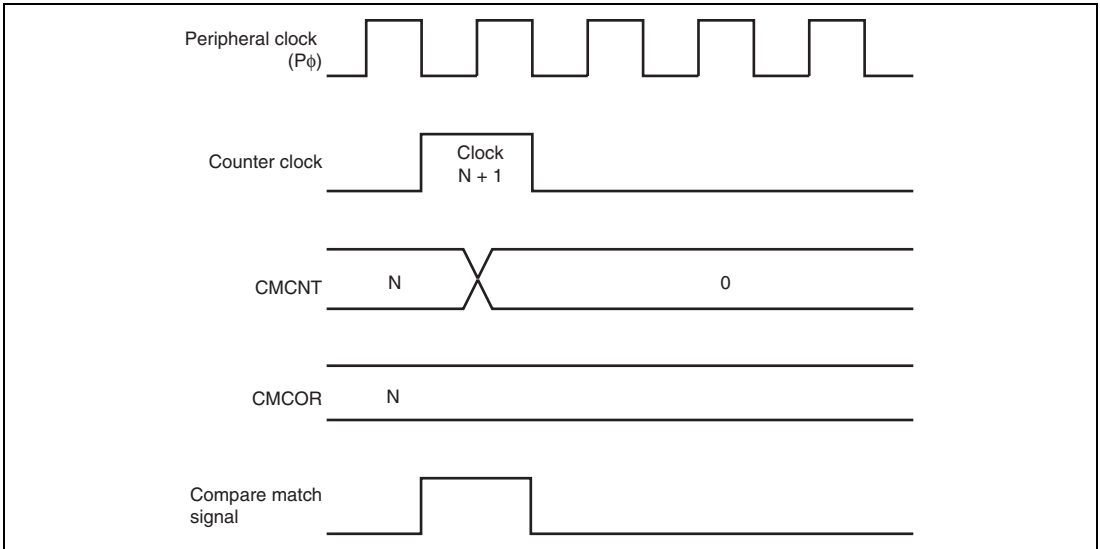 Peripheral clock
(Pϕ)
Counter clock
Clock
N + 1
CMCNT
N
0
CMCOR
N
Compare match
signal